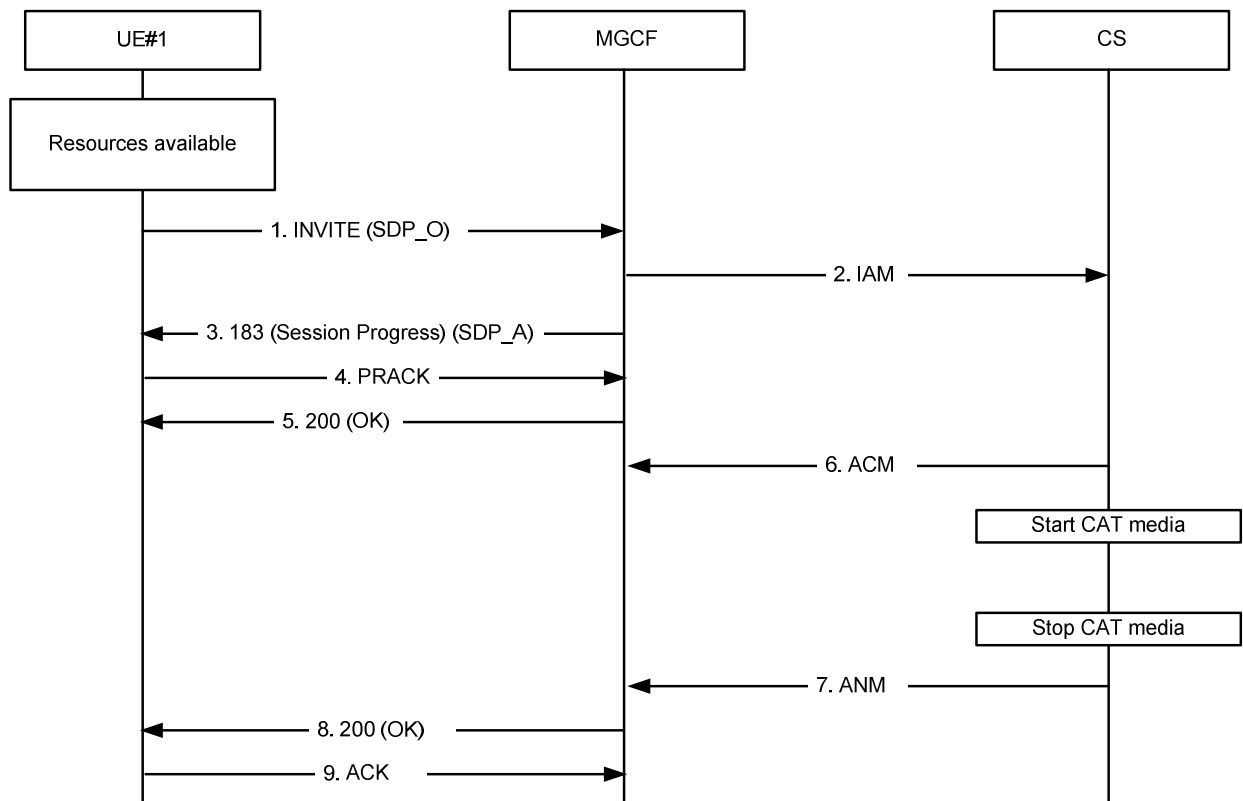 UE#1
MGCF
CS
Resources available
1. INVITE (SDP_O)
2. IAM
3. 183 (Session Progress) (SDP_A)
4. PRACK
5. 200 (OK)
6. ACM
Start CAT media
Stop CAT media
7. ANM
8. 200 (OK)
9. ACK